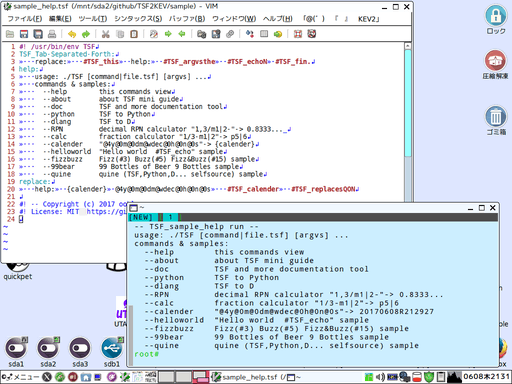 sample_help.tsf (/mnt/sda2/github/TSF2KEV/sample) - VIM
ファイル(F) 編集(E) ツール(T) シンタックス(S) バッファ(B) ウィンドウ(W) ヘルプ(H) 「@(´ 」 『 』 KEV2」
1 #! /usr/bin/env TSF↲
2 TSF_Tab-Separated-Forth:↲
3 »---replace:»---#TSF_this»---help:»---#TSF_argvsthe»---#TSF_echoN»---#TSF_fin.↲
4 help:↲
5 »---usage: ./TSF [command|file.tsf] [argvs] ...↲
6 »---commands & samples:↲
7 »--- --help this commands view↲
8 »--- --about about TSF mini guide↲
9 »--- --doc TSF and more documentation tool↲
10 »--- --python TSF to Python↲
11 »--- --dlang TSF to D↲
12 »--- --RPN decimal RPN calculator "1,3/m1|2-"-> 0.8333...↲
13 »--- --calc fraction calculator "1/3-m1|2"-> p5|6↲
14 »--- --calender "@4y@0m@0dm@wdec@0h@0n@0s"-> {calender}↲
15 »--- --helloworld "Hello world #TSF_echo" sample↲
16 »--- --fizzbuzz Fizz(#3) Buzz(#5) Fizz&Buzz(#15) sample↲
17 »--- --99bear 99 Bottles of Beer 9 Bottles sample↲
18 »--- --quine quine (TSF,Python,D... selfsource) sample↲
19 replace:↲
20 »---help:»---{calender}»---@4y@0m@0dm@wdec@0h@0n@0s»---#TSF_calender»---#TSF_replacesQON↲
21 ↲
22 #! -- Copyright (c) 2017 oo
23 #! License: MIT https://gi
24
~
~
~
~
[NEW] 1
-- TSF_sample_help run --
usage: ./TSF [command|file.tsf] [argvs] ...
commands & samples:
--help this commands view
--about about TSF mini guide
--doc TSF and more documentation tool
--python TSF to Python
--dlang TSF to D
--RPN decimal RPN calculator "1,3/m1|2-"-> 0.8333...
--calc fraction calculator "1/3-m1|2"-> p5|6
--calender "@4y@0m@0dm@wdec@0h@0n@0s"-> 20170608R212927
--helloworld "Hello world #TSF_echo" sample
--fizzbuzz Fizz(#3) Buzz(#5) Fizz&Buzz(#15) sample
--99bear 99 Bottles of Beer 9 Bottles sample
--quine quine (TSF,Python,D... selfsource) sample
root#
ロック
圧縮解凍
ゴミ箱
quickpet
UTA
sda1
sda2
sda3
sdb1
メニュー
sample_help.tsf (/
~
0608木2131